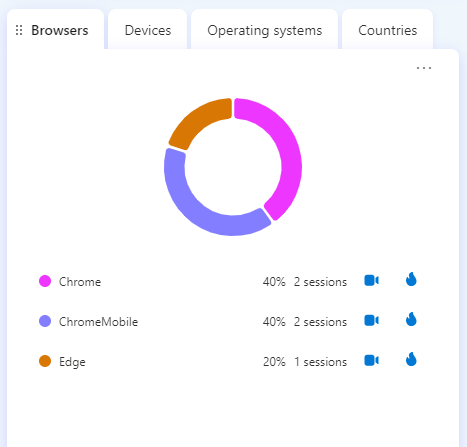 Browsers Devices Operating systems Countries
Chrome 40% 2 sessions
ChromeMobile 40% 2 sessions
Edge 20% 1 sessions